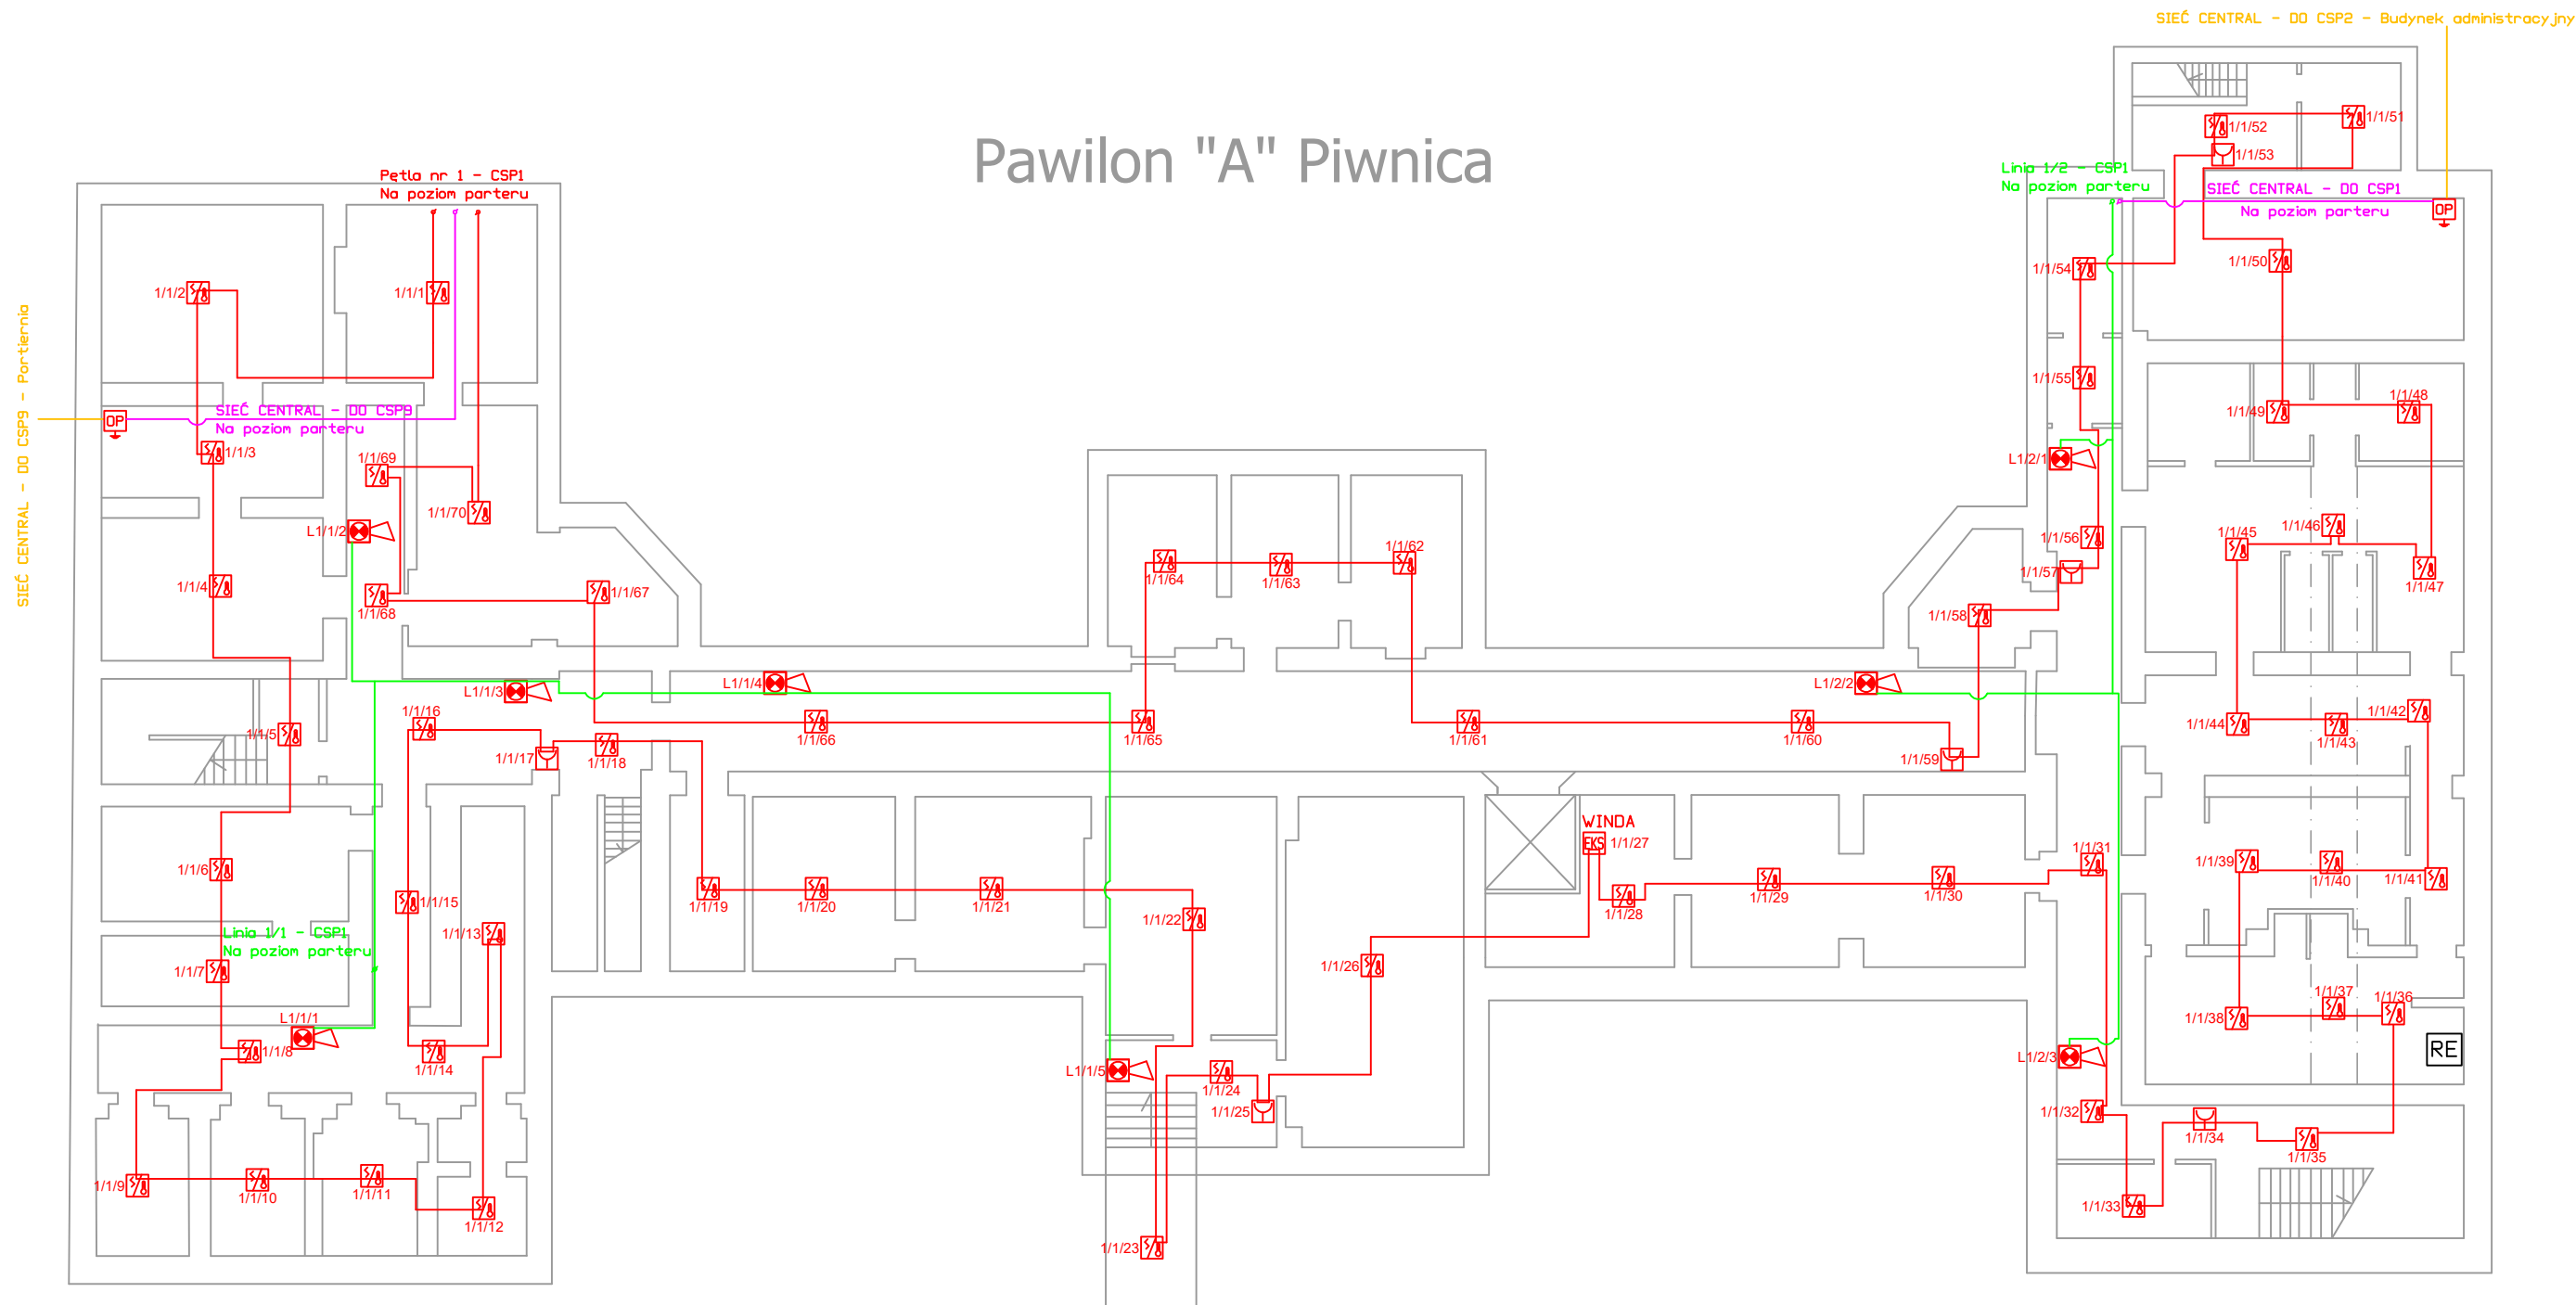 SIEĆ CENTRAL - DO CSP2 - Budynek administracyjny
Pawilon "A" Piwnica
Pętla nr 1 - CSP1
Na poziom parteru
Linia 1/2 - CSP1
Na poziom parteru
SIEĆ CENTRAL - DO CSP1
Na poziom parteru
OP
SIEĆ CENTRAL - DO CSP9 - Portiernia
OP
SIEĆ CENTRAL - DO CSP9
Na poziom parteru
Linia 1/1 - CSP1
Na poziom parteru
WINDA
EKS
RE
1/1/1
1/1/2
1/1/3
1/1/4
1/1/5
1/1/6
1/1/7
1/1/8
1/1/9
1/1/10
1/1/11
1/1/12
1/1/13
1/1/14
1/1/15
1/1/16
1/1/17
1/1/18
1/1/19
1/1/20
1/1/21
1/1/22
1/1/23
1/1/24
1/1/25
1/1/26
1/1/27
1/1/28
1/1/29
1/1/30
1/1/31
1/1/32
1/1/33
1/1/34
1/1/35
1/1/36
1/1/37
1/1/38
1/1/39
1/1/40
1/1/41
1/1/42
1/1/43
1/1/44
1/1/45
1/1/46
1/1/47
1/1/48
1/1/49
1/1/50
1/1/51
1/1/52
1/1/53
1/1/54
1/1/55
1/1/56
1/1/57
1/1/58
1/1/59
1/1/60
1/1/61
1/1/62
1/1/63
1/1/64
1/1/65
1/1/66
1/1/67
1/1/68
1/1/69
1/1/70
L1/1/1
L1/1/2
L1/1/3
L1/1/4
L1/1/5
L1/2/1
L1/2/2
L1/2/3